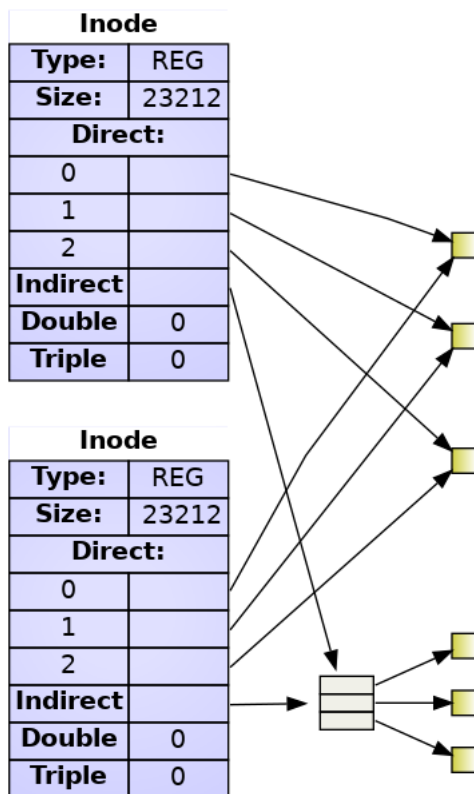 Inode
Type: REG
Size: 23212
Direct:
0
1
2
Indirect
Double 0
Triple 0
Inode
Type: REG
Size: 23212
Direct:
0
1
2
Indirect
Double 0
Triple 0